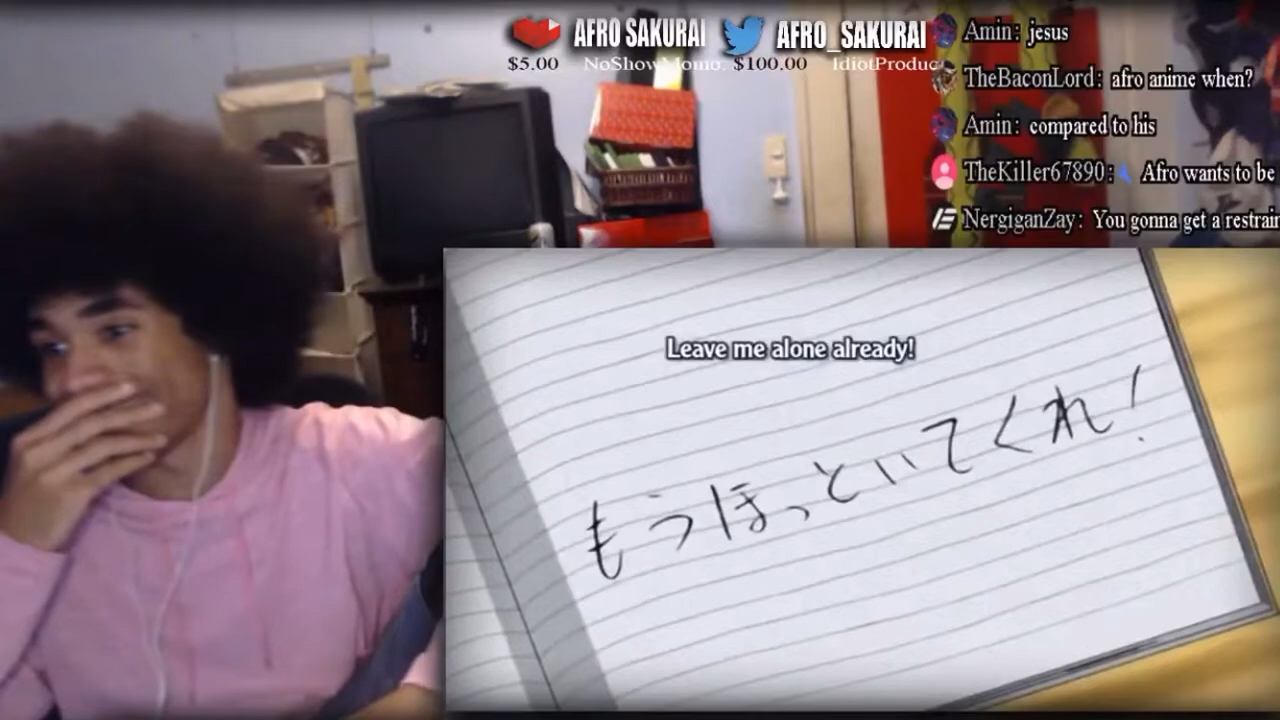 AFRO SAKURAI AFRO_SAKURAI
$5.00 NoShowMomo: $100.00 IdiotProduc
Amin: jesus
TheBaconLord: afro anime when?
Amin: compared to his
TheKiller67890: Afro wants to be
NergiganZay: You gonna get a restrain
Leave me alone already!
もうほっといてくれ!